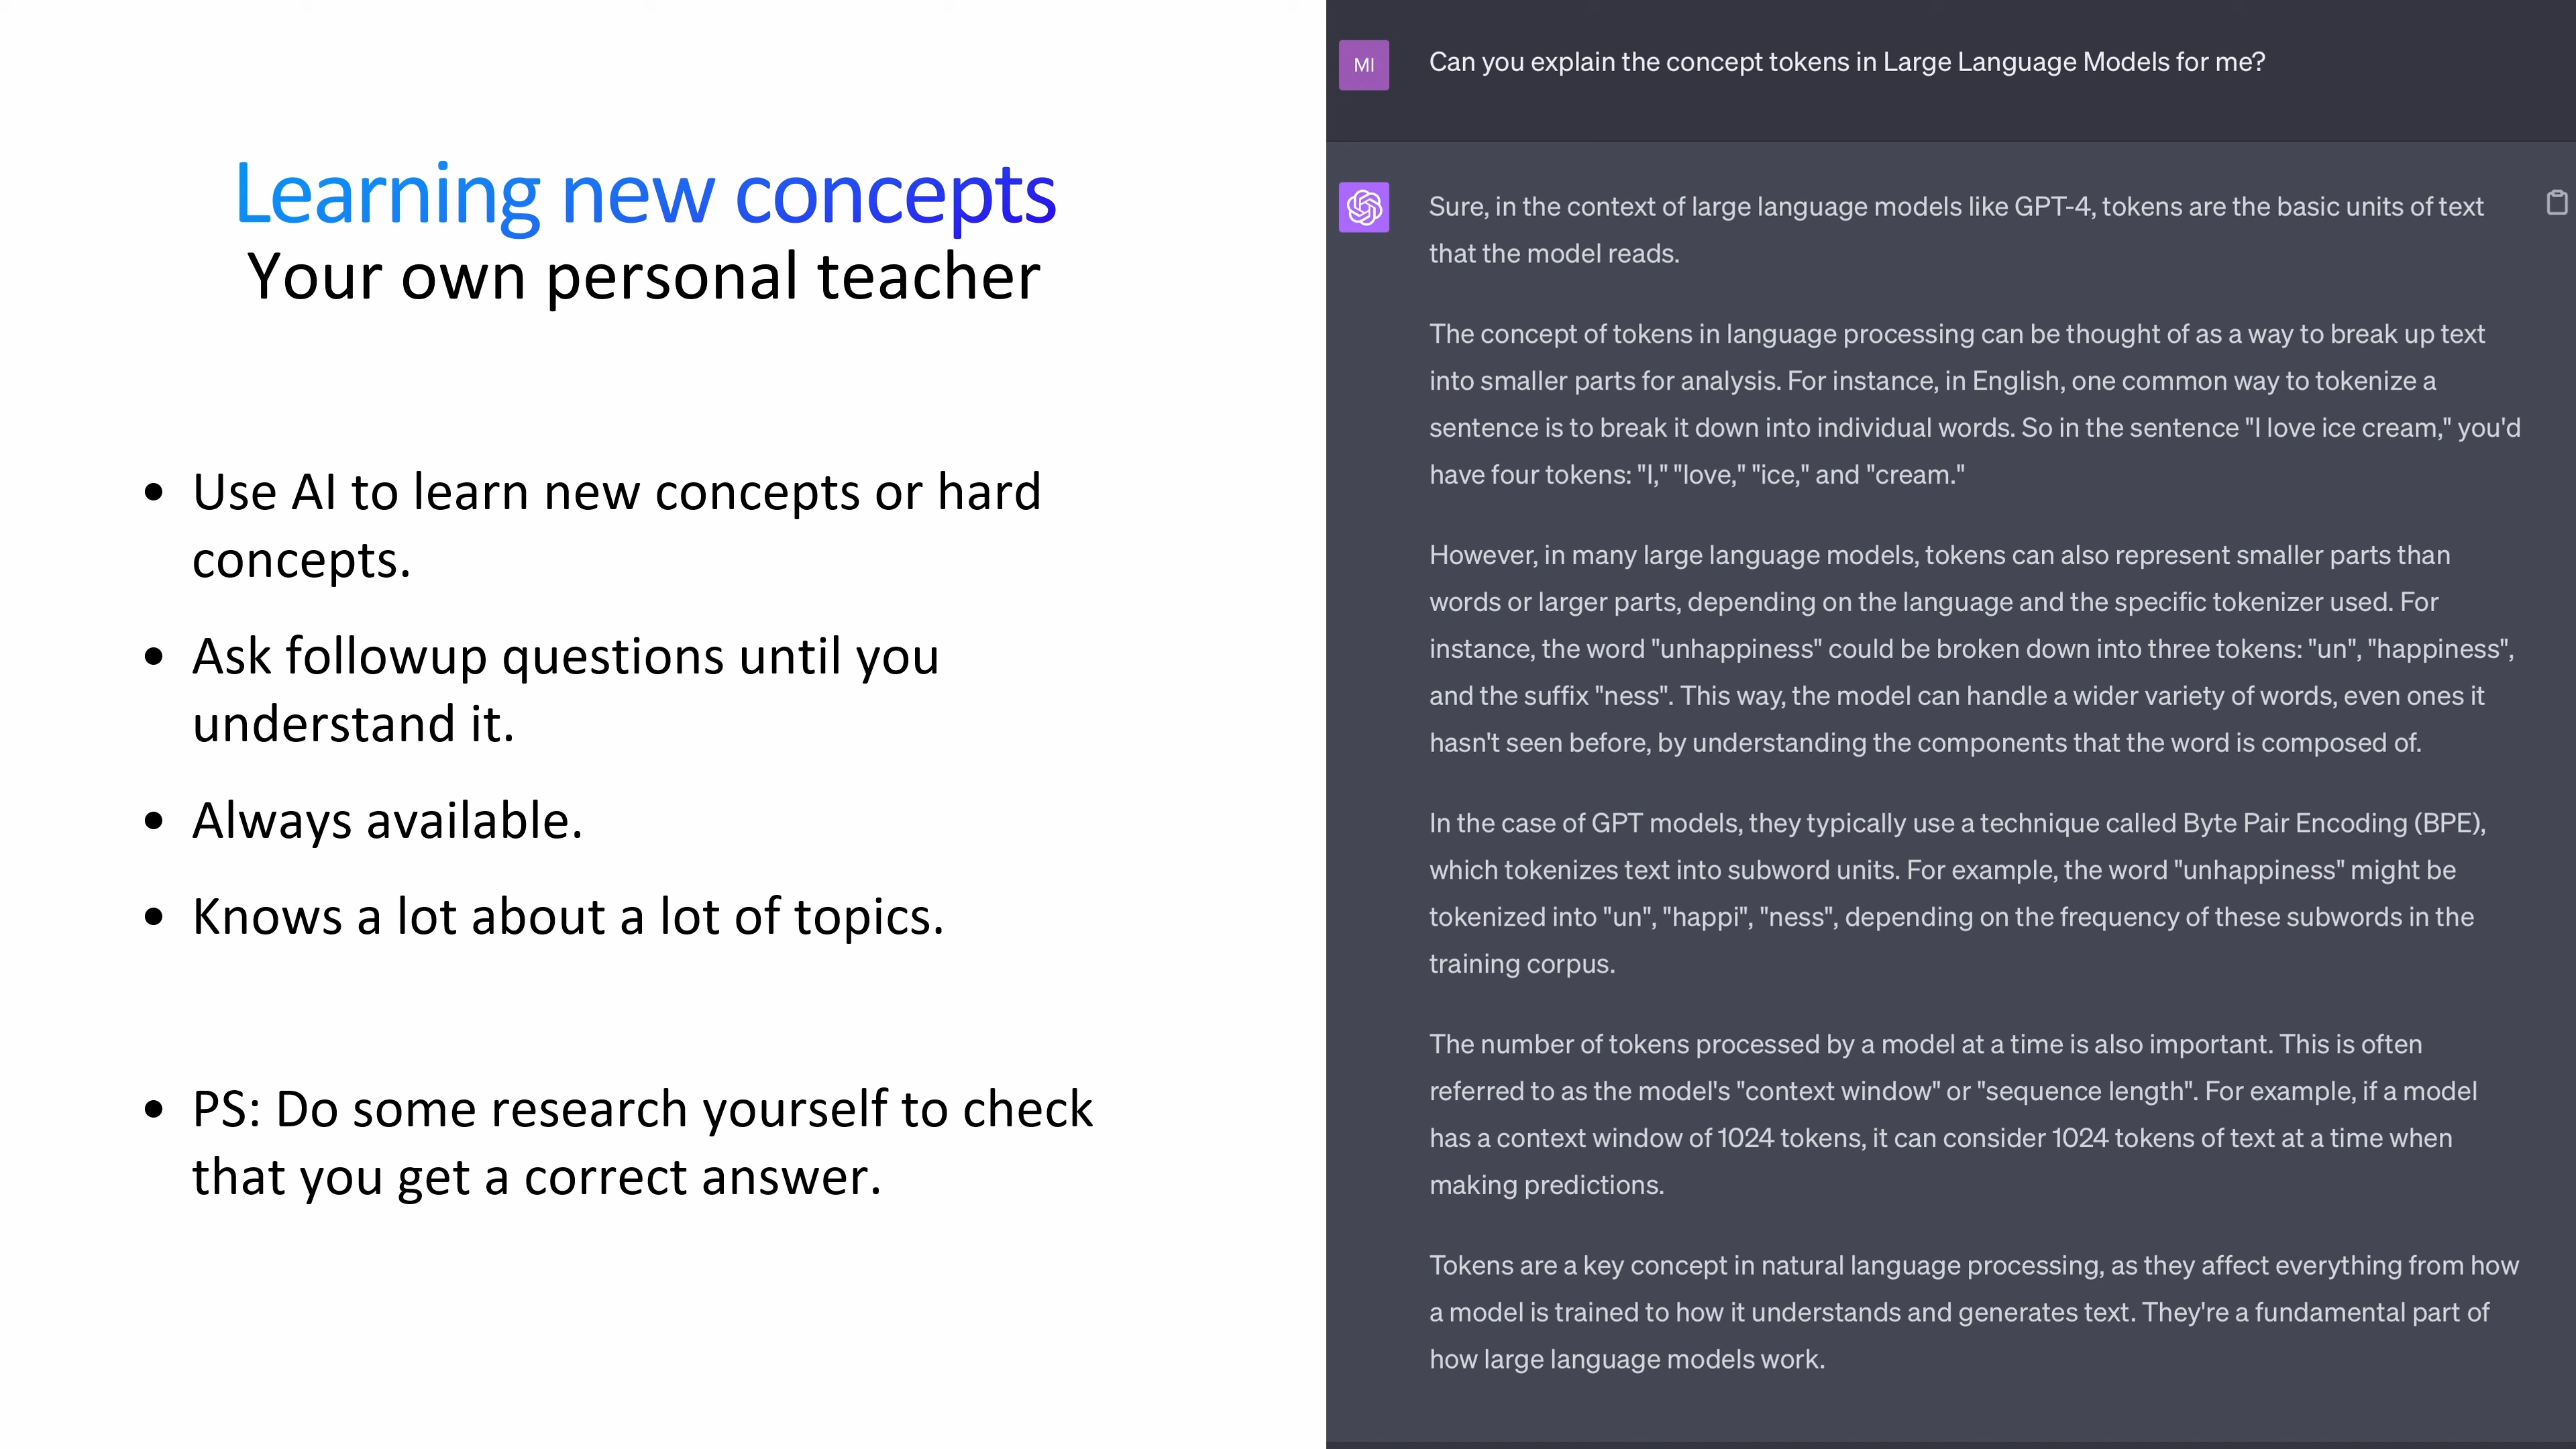 Learning new concepts
Your own personal teacher
• Use AI to learn new concepts or hard
concepts.
• Ask followup questions until you
understand it.
• Always available.
• Knows a lot about a lot of topics.
• PS: Do some research yourself to check
that you get a correct answer.
MI
Can you explain the concept tokens in Large Language Models for me?
Sure, in the context of large language models like GPT-4, tokens are the basic units of text
that the model reads.
The concept of tokens in language processing can be thought of as a way to break up text
into smaller parts for analysis. For instance, in English, one common way to tokenize a
sentence is to break it down into individual words. So in the sentence "I love ice cream," you'd
have four tokens: "I," "love," "ice," and "cream."
However, in many large language models, tokens can also represent smaller parts than
words or larger parts, depending on the language and the specific tokenizer used. For
instance, the word "unhappiness" could be broken down into three tokens: "un", "happiness",
and the suffix "ness". This way, the model can handle a wider variety of words, even ones it
hasn't seen before, by understanding the components that the word is composed of.
In the case of GPT models, they typically use a technique called Byte Pair Encoding (BPE),
which tokenizes text into subword units. For example, the word "unhappiness" might be
tokenized into "un", "happi", "ness", depending on the frequency of these subwords in the
training corpus.
The number of tokens processed by a model at a time is also important. This is often
referred to as the model's "context window" or "sequence length". For example, if a model
has a context window of 1024 tokens, it can consider 1024 tokens of text at a time when
making predictions.
Tokens are a key concept in natural language processing, as they affect everything from how
a model is trained to how it understands and generates text. They're a fundamental part of
how large language models work.